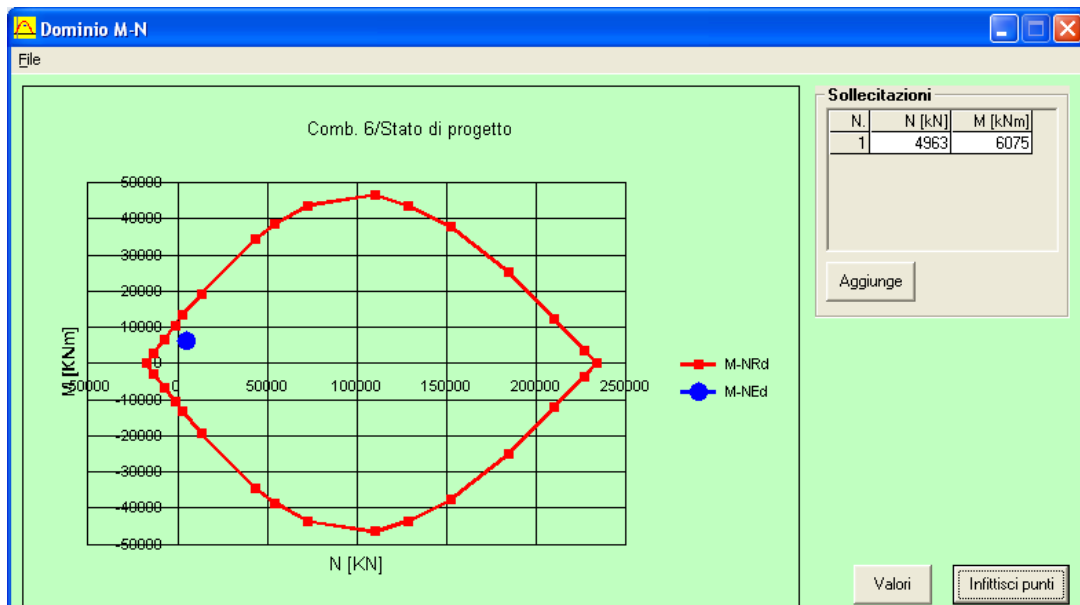 Dominio M-N
File
Comb. 6/Stato di progetto
50000
40000
30000
20000
10000
0
-10000
-20000
-30000
-40000
-50000
M [KNm]
50000 0 50000 100000 150000 200000 250000
N [KN]
M-NRd
M-NEd
Sollecitazioni
N. N [kN] M [kNm]
1 4963 6075
Aggiunge
Valori
Infittisci punti